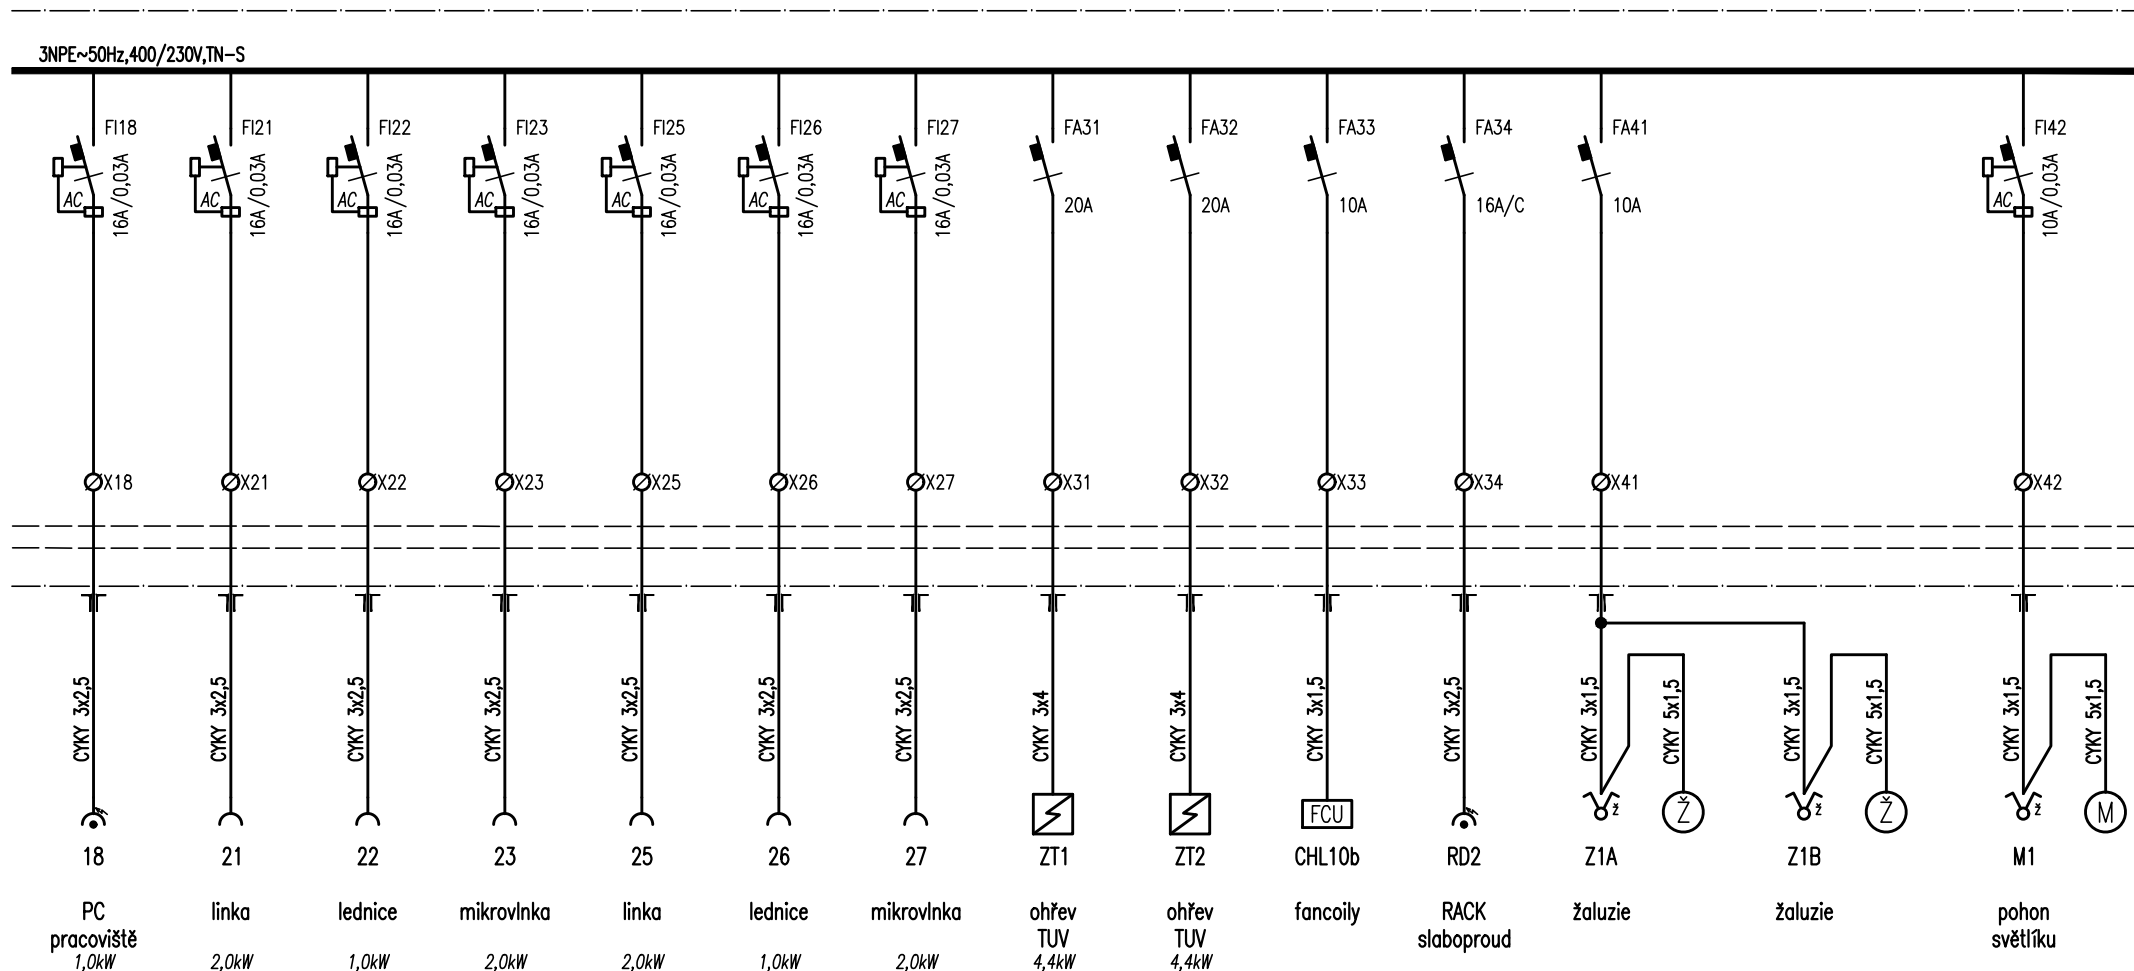 3NPE~50Hz,400/230V,TN-S
FI18
FI21
FI22
FI23
FI25
FI26
FI27
FA31
FA32
FA33
FA34
FA41
FI42
AC
16A/0,03A
AC
16A/0,03A
AC
16A/0,03A
AC
16A/0,03A
AC
16A/0,03A
AC
16A/0,03A
AC
16A/0,03A
20A
20A
10A
16A/C
10A
AC
10A/0,03A
X18
X21
X22
X23
X25
X26
X27
X31
X32
X33
X34
X41
X42
CYKY 3x2,5
CYKY 3x2,5
CYKY 3x2,5
CYKY 3x2,5
CYKY 3x2,5
CYKY 3x2,5
CYKY 3x2,5
CYKY 3x4
CYKY 3x4
CYKY 3x1,5
CYKY 3x2,5
CYKY 3x1,5
CYKY 5x1,5
CYKY 3x1,5
CYKY 5x1,5
CYKY 3x1,5
CYKY 5x1,5
FCU
ž
Ž
ž
Ž
ž
M
18
21
22
23
25
26
27
ZT1
ZT2
CHL10b
RD2
Z1A
Z1B
M1
PC
pracoviště
1,0kW
linka
2,0kW
lednice
1,0kW
mikrovlnka
2,0kW
linka
2,0kW
lednice
1,0kW
mikrovlnka
2,0kW
ohřev
TUV
4,4kW
ohřev
TUV
4,4kW
fancoily
RACK
slaboproud
žaluzie
žaluzie
pohon
světlíku